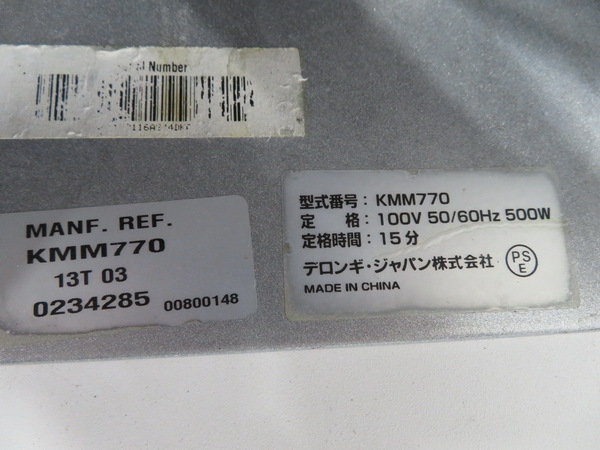 Number
MANF. REF.
KMM770
13T 03
0234285 00800148
型式番号：KMM770
定　格：100V 50/60Hz 500W
定格時間：15分
デロンギ・ジャパン株式会社
PS
E
MADE IN CHINA